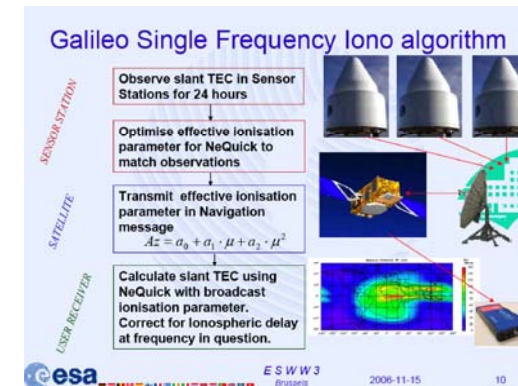 Galileo Single Frequency Iono algorithm
SENSOR STATION
Observe slant TEC in Sensor
Stations for 24 hours
Optimise effective ionisation
parameter for NeQuick to
match observations
SATELLITE
Transmit effective ionisation
parameter in Navigation
message
Az = a₀ + a₁ · μ + a₂ · μ²
USER RECEIVER
Calculate slant TEC using
NeQuick with broadcast
ionisation parameter.
Correct for Ionospheric delay
at frequency in question.
esa
E S W W 3
Brussels
2006-11-15
10